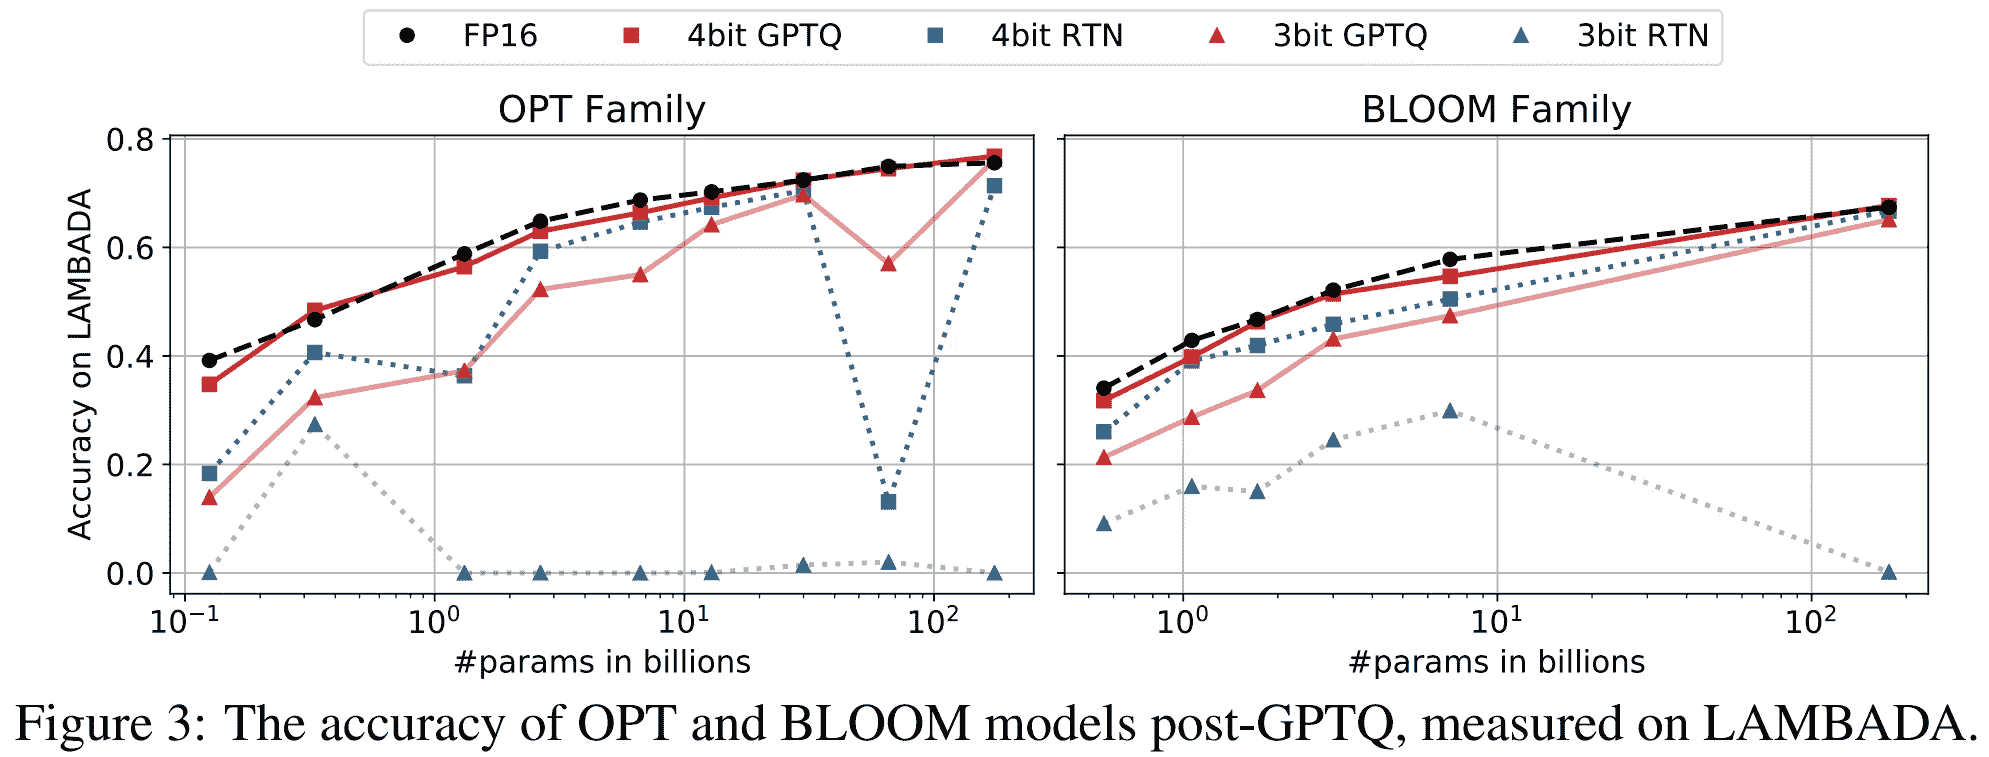 FP16 4bit GPTQ 4bit RTN 3bit GPTQ 3bit RTN
OPT Family
BLOOM Family
Accuracy on LAMBADA
0.8
0.6
0.4
0.2
0.0
10⁻¹ 10⁰ 10¹ 10²
#params in billions
10⁰ 10¹ 10²
#params in billions
Figure 3: The accuracy of OPT and BLOOM models post-GPTQ, measured on LAMBADA.